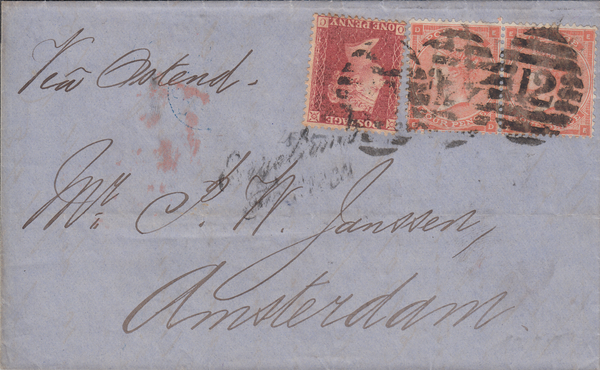 Via Ostend.
ONE PENNY
POSTAGE
12
Mr. J. W. Janssen,
Amsterdam